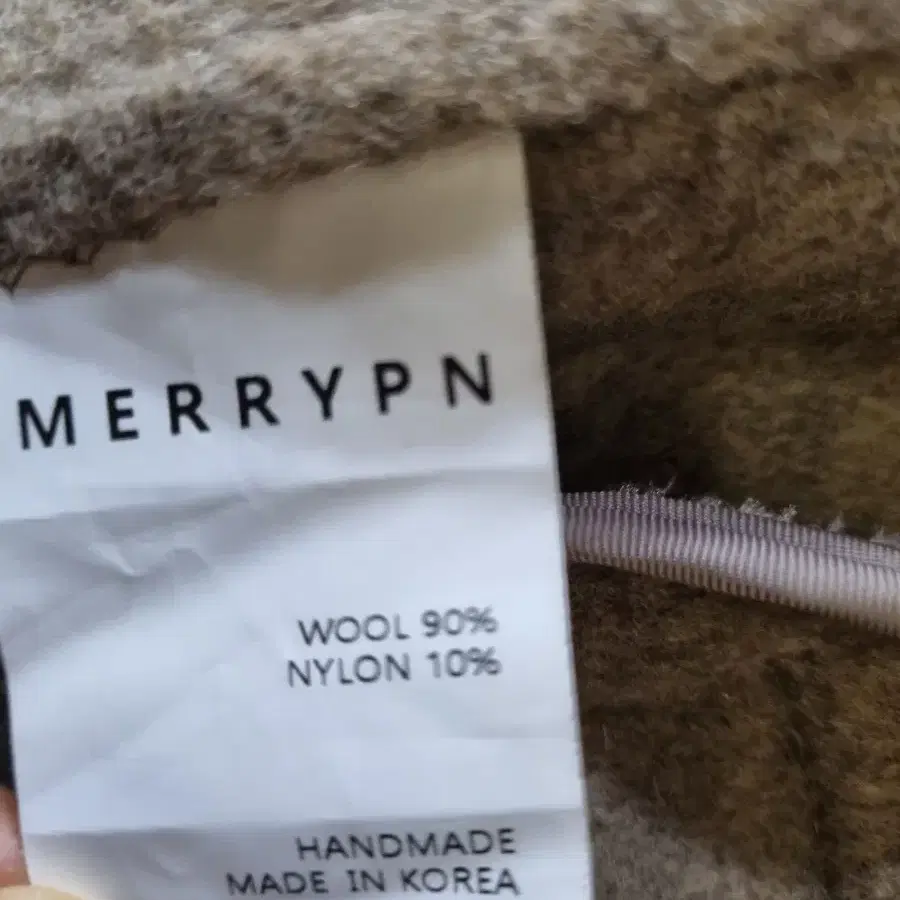 MERRYPN
WOOL 90%
NYLON 10%
HANDMADE
MADE IN KOREA